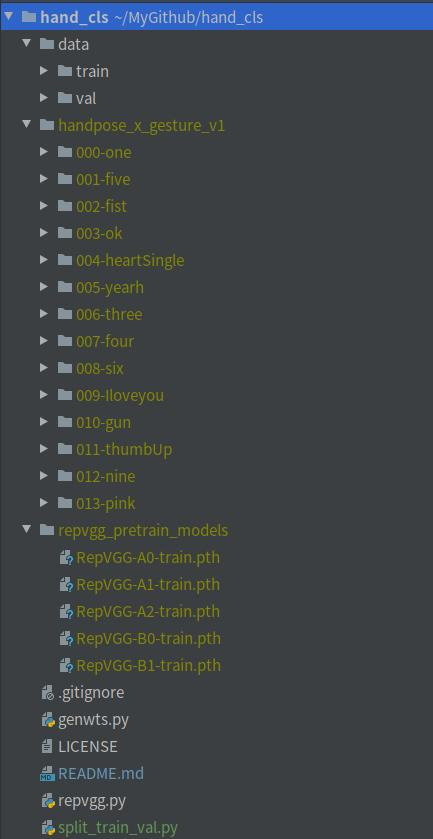 hand_cls ~/MyGithub/hand_cls
data
train
val
handpose_x_gesture_v1
000-one
001-five
002-fist
003-ok
004-heartSingle
005-yearh
006-three
007-four
008-six
009-Iloveyou
010-gun
011-thumbUp
012-nine
013-pink
repvgg_pretrain_models
RepVGG-A0-train.pth
RepVGG-A1-train.pth
RepVGG-A2-train.pth
RepVGG-B0-train.pth
RepVGG-B1-train.pth
.gitignore
genwts.py
LICENSE
README.md
repvgg.py
split_train_val.py